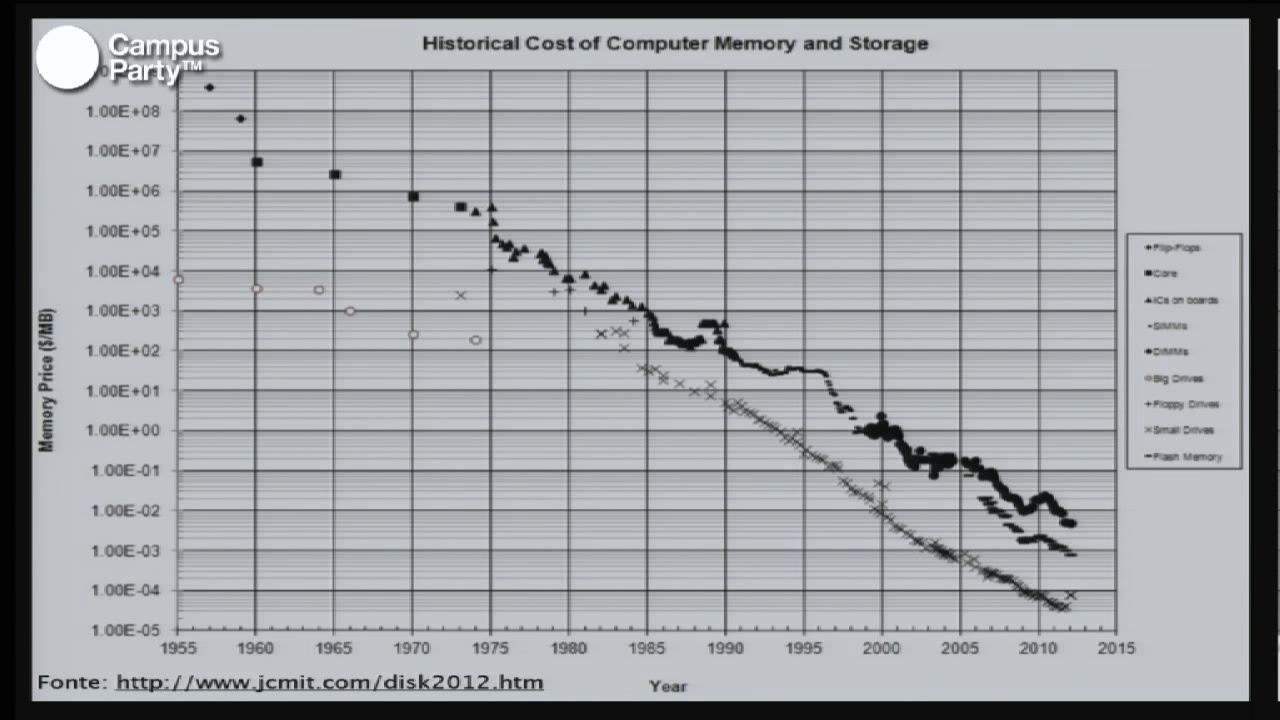 Campus
Party™
Historical Cost of Computer Memory and Storage
1.00E+08
1.00E+07
1.00E+06
1.00E+05
1.00E+04
1.00E+03
1.00E+02
1.00E+01
1.00E+00
1.00E-01
1.00E-02
1.00E-03
1.00E-04
1.00E-05
Memory Price ($/MB)
1955 1960 1965 1970 1975 1980 1985 1990 1995 2000 2005 2010 2015
Year
Flip-Flops
Core
ICs on boards
SIMMs
DIMMs
Big Drives
Floppy Drives
Small Drives
Flash Memory
Fonte: http://www.jcmit.com/disk2012.htm